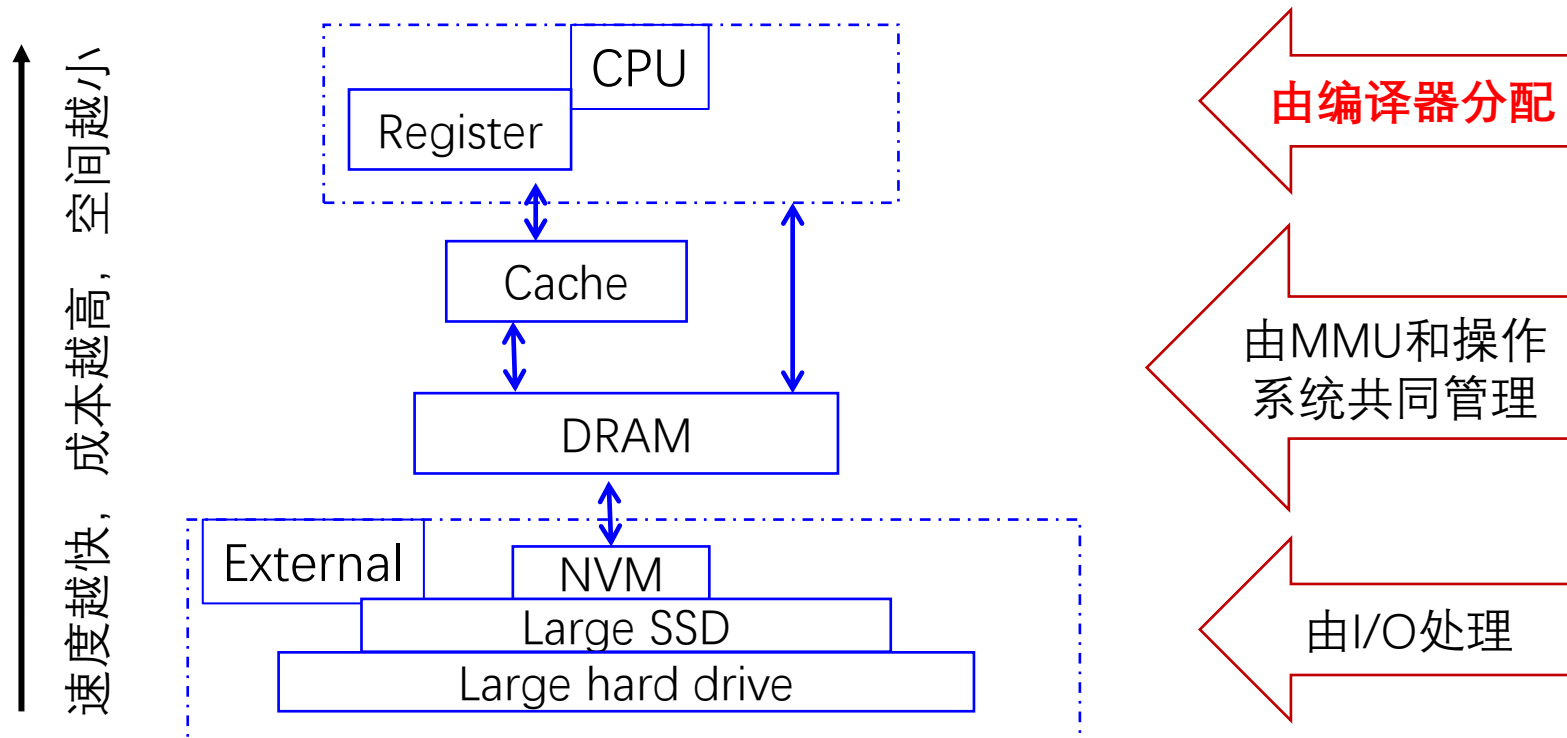 速度越快，成本越高，空间越小
CPU
Register
Cache
DRAM
External
NVM
Large SSD
Large hard drive
由编译器分配
由MMU和操作
系统共同管理
由I/O处理